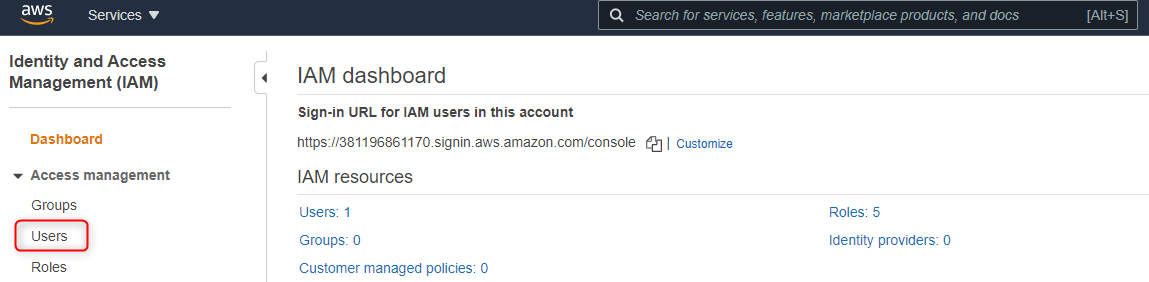 aws Services Search for services, features, marketplace products, and docs [Alt+S]
Identity and Access
Management (IAM)
Dashboard
Access management
Groups
Users
Roles
IAM dashboard
Sign-in URL for IAM users in this account
https://381196861170.signin.aws.amazon.com/console | Customize
IAM resources
Users: 1
Roles: 5
Groups: 0
Identity providers: 0
Customer managed policies: 0